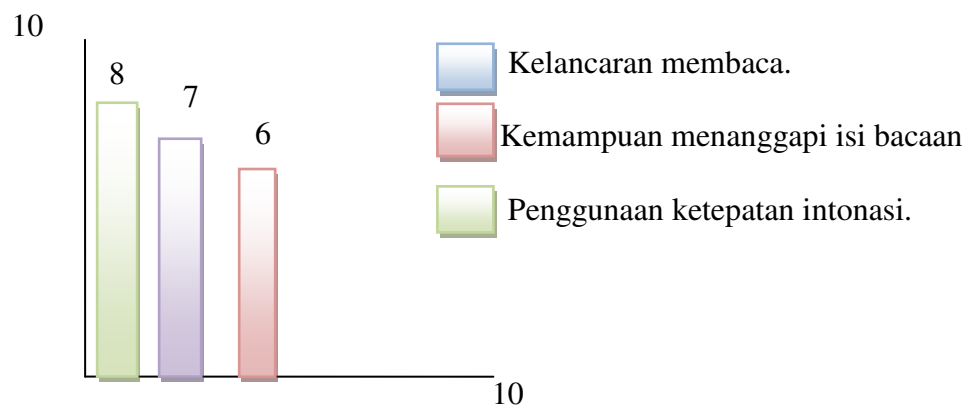 10
8
7
6
Kelancaran membaca.
Kemampuan menanggapi isi bacaan
Penggunaan ketepatan intonasi.
10